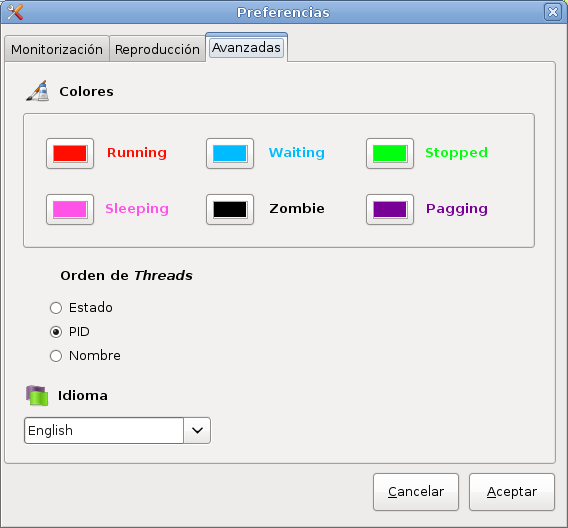 Preferencias
Monitorización Reproducción Avanzadas
Colores
Running Waiting Stopped
Sleeping Zombie Pagging
Orden de Threads
Estado
PID
Nombre
Idioma
English
Cancelar Aceptar